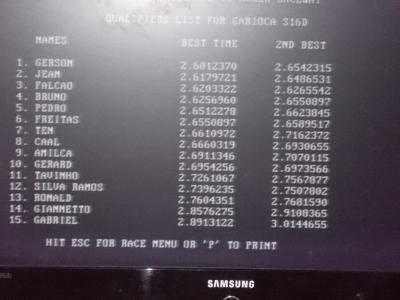 QUALIFIERS LIST FOR CARIOCA S16D
NAMES BEST TIME 2ND BEST
1. GERSON 2.6012370 2.6542315
2. JEAN 2.6179721 2.6486531
3. FALCAO 2.6203322 2.6265542
4. BRUNO 2.6256960 2.6550897
5. PEDRO 2.6512278 2.6623845
6. FREITAS 2.6550897 2.6589517
7. TEN 2.6610972 2.7162372
8. CAAL 2.6660319 2.6930655
9. AMILCA 2.6911346 2.7070115
10. GERARD 2.6954256 2.6973566
11. TAVINHO 2.7261067 2.7567877
12. SILVA RAMOS 2.7396235 2.7507802
13. RONALD 2.7604351 2.7681590
14. GIANNETTO 2.8576275 2.9108365
15. GABRIEL 2.8913122 3.0144655
HIT ESC FOR RACE MENU OR 'P' TO PRINT
SAMSUNG